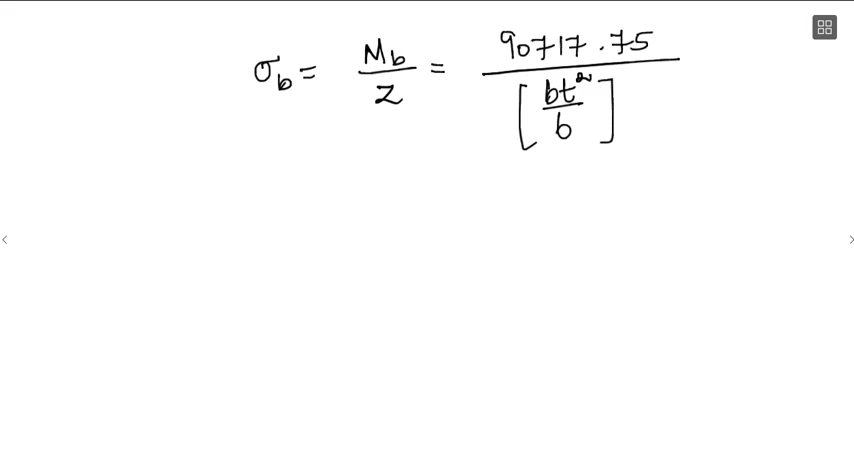 σb = Mb/Z = 90717.75/[bt²/6]